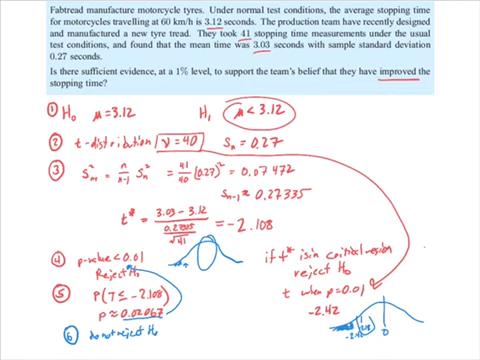 Fabtread manufacture motorcycle tyres. Under normal test conditions, the average stopping time
for motorcycles travelling at 60 km/h is 3.12 seconds. The production team have recently designed
and manufactured a new tyre tread. They took 41 stopping time measurements under the usual
test conditions, and found that the mean time was 3.03 seconds with sample standard deviation
0.27 seconds.
Is there sufficient evidence, at a 1% level, to support the team's belief that they have improved the
stopping time?
① H₀ μ = 3.12 H₁ μ < 3.12
② t-distribution ν = 40 Sₙ = 0.27
③ S²ₙ₋₁ = n/(n-1) Sₙ² = 41/40 (0.27)² = 0.07472
Sₙ₋₁ ≈ 0.27335
t* = (3.03 - 3.12)/(0.27335/√41) = -2.108
④ p-value < 0.01
Reject H₀
if t* is in critical region
reject H₀
t when p = 0.01
-2.42
⑤ P(T ≤ -2.108)
p ≈ 0.02067
⑥ do not reject H₀
-2.42 0